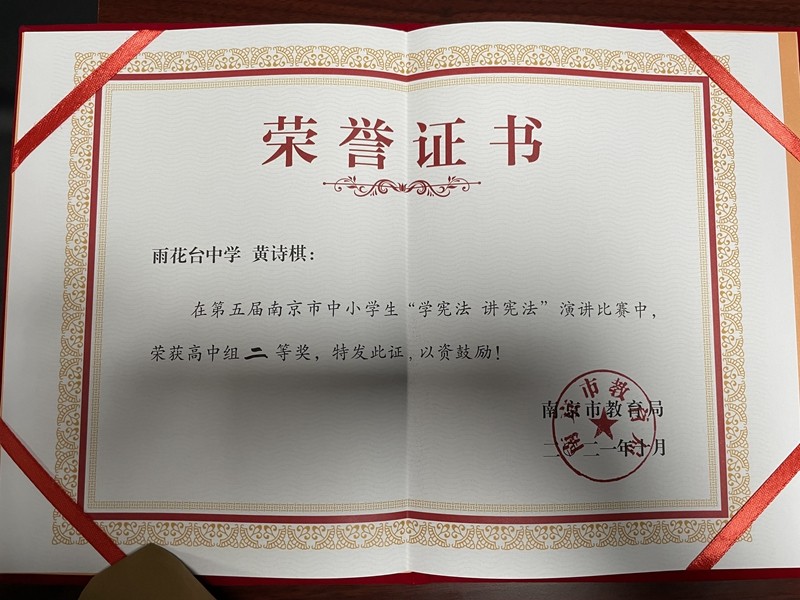 荣誉证书
雨花台中学 黄诗棋：
在第五届南京市中小学生“学宪法 讲宪法”演讲比赛中，
荣获高中组二等奖，特发此证，以资鼓励！
南京市教育局
二〇二一年十月